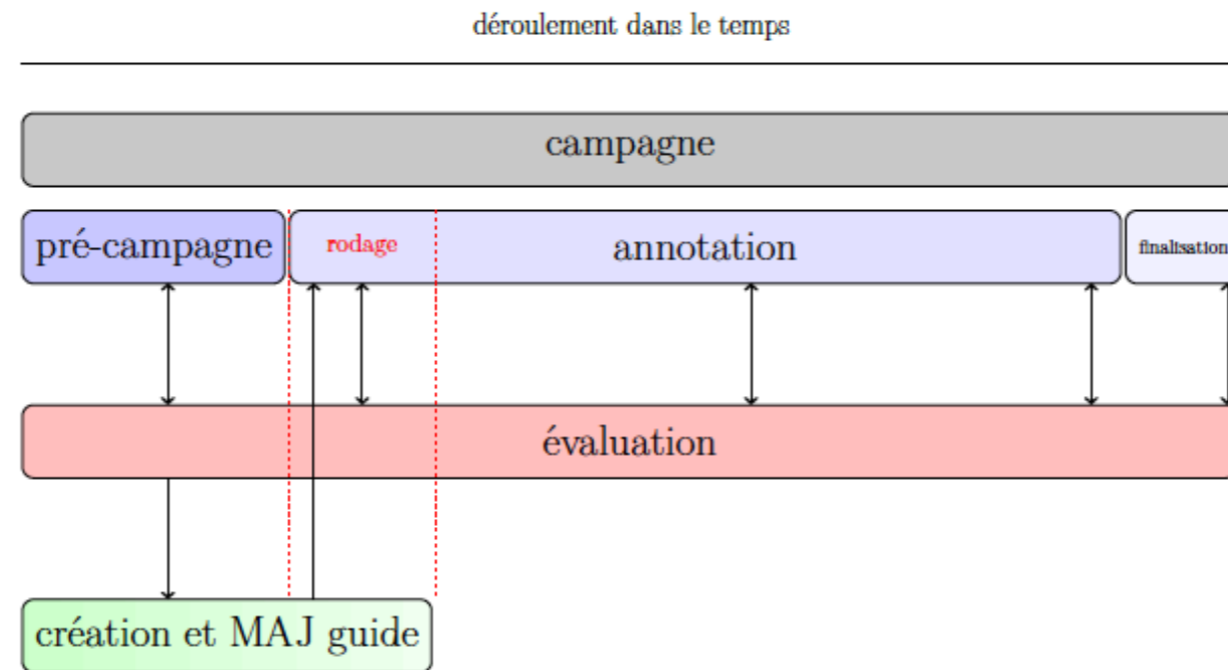 déroulement dans le temps
campagne
pré-campagne
rodage
annotation
finalisation
évaluation
création et MAJ guide